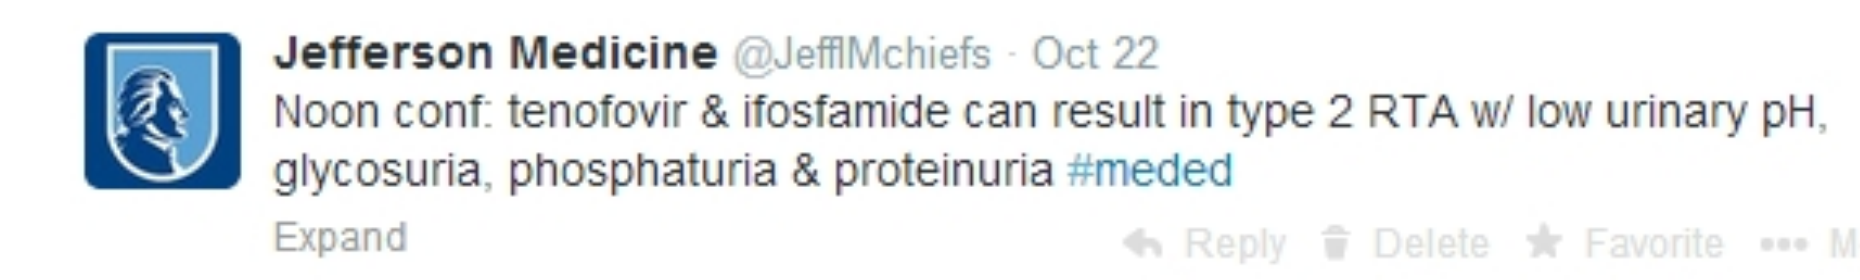 Jefferson Medicine @JeffIMchiefs · Oct 22
Noon conf: tenofovir & ifosfamide can result in type 2 RTA w/ low urinary pH,
glycosuria, phosphaturia & proteinuria #meded
Expand Reply Delete Favorite ••• M